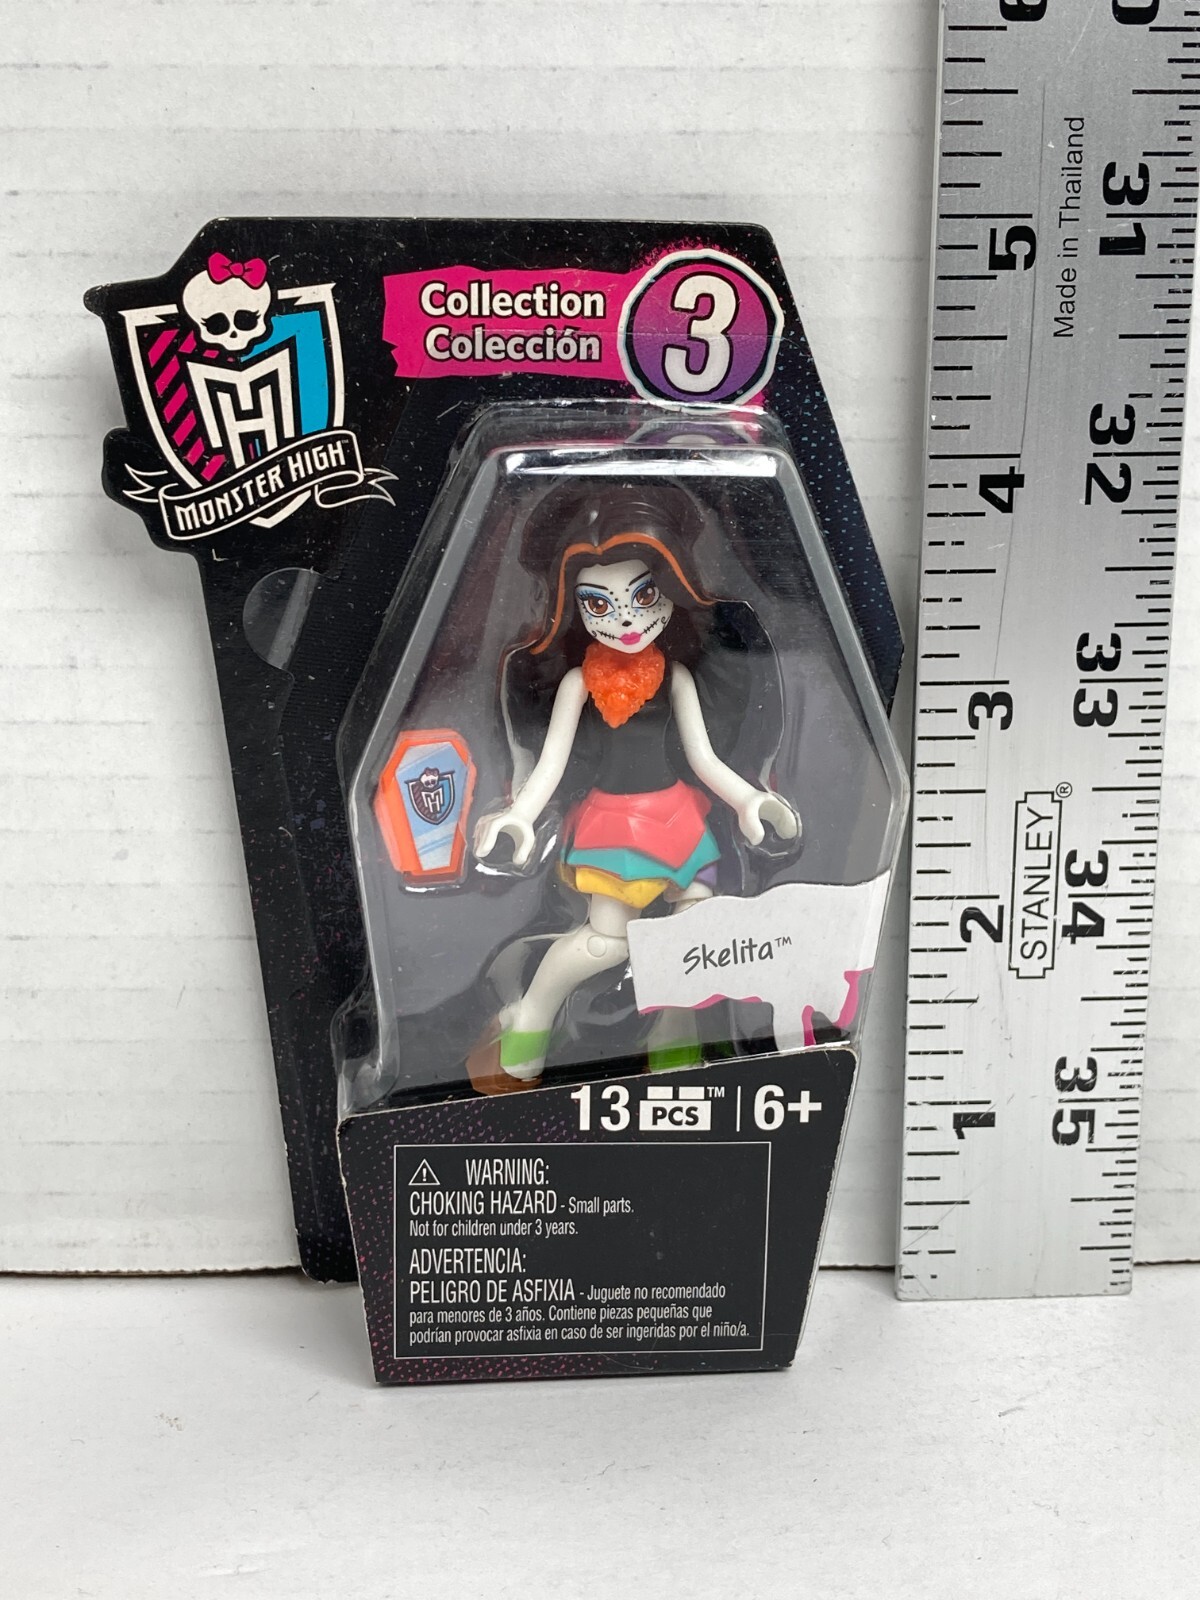 Collection
Colección
3
MH
MONSTER HIGH™
Skelita™
13 PCS™ | 6+
WARNING:
CHOKING HAZARD - Small parts.
Not for children under 3 years.
ADVERTENCIA:
PELIGRO DE ASFIXIA - Juguete no recomendado
para menores de 3 años. Contiene piezas pequeñas que
podrían provocar asfixia en caso de ser ingeridas por el niño/a.
6
5
4
3
2
1
Made in Thailand
STANLEY®
31
32
33
34
35